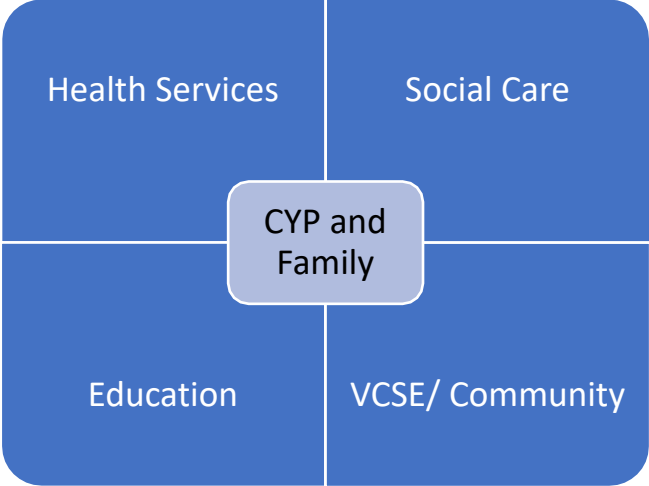 Health Services
Social Care
CYP and
Family
Education
VCSE/ Community